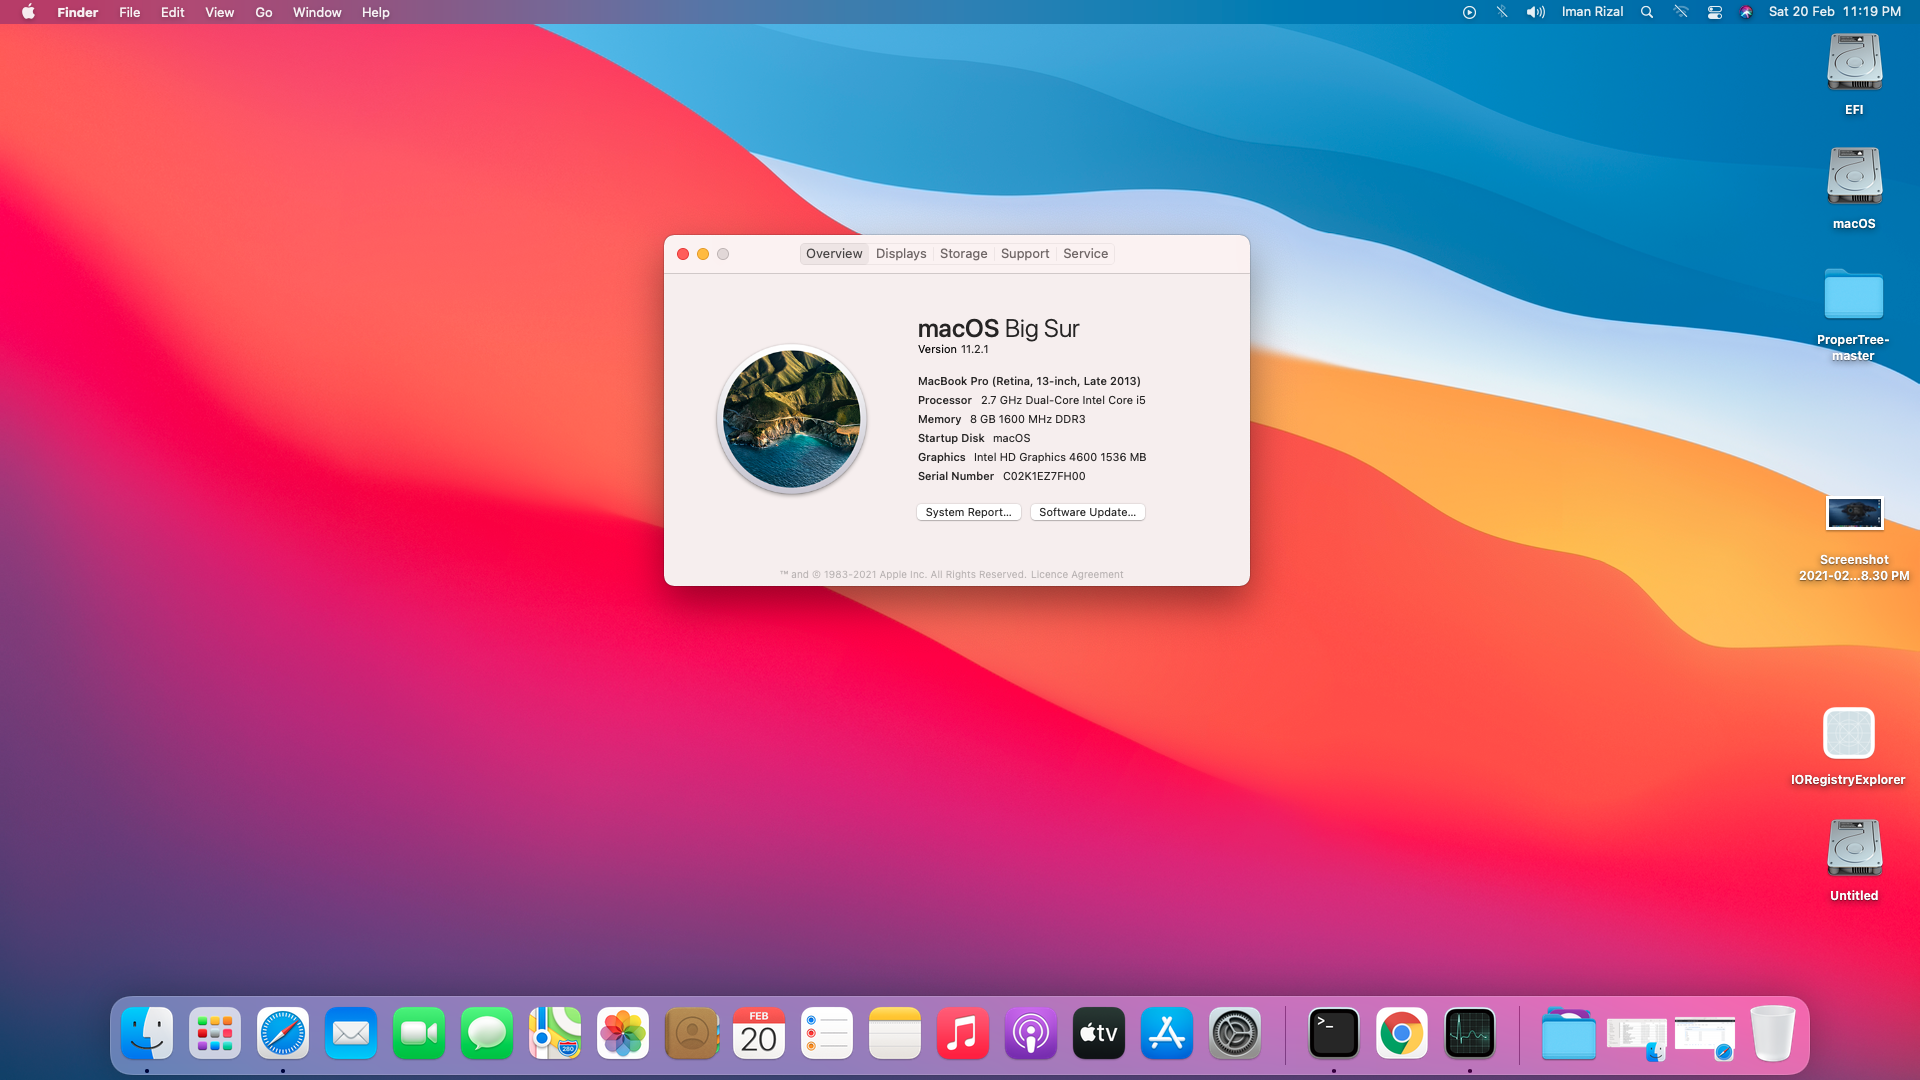 Finder File Edit View Go Window Help
Iman Rizal Sat 20 Feb 11:19 PM
EFI
macOS
ProperTree-
master
Screenshot
2021-02...8.30 PM
IORegistryExplorer
Untitled
Overview Displays Storage Support Service
macOS Big Sur
Version 11.2.1
MacBook Pro (Retina, 13-inch, Late 2013)
Processor 2.7 GHz Dual-Core Intel Core i5
Memory 8 GB 1600 MHz DDR3
Startup Disk macOS
Graphics Intel HD Graphics 4600 1536 MB
Serial Number C02K1EZ7FH00
System Report... Software Update...
™ and © 1983-2021 Apple Inc. All Rights Reserved. Licence Agreement
280
FEB
20
tv
>_